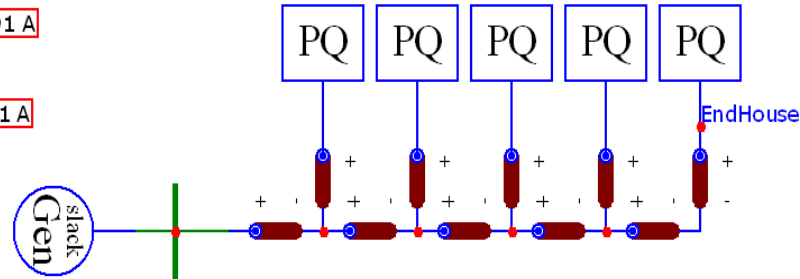 1 A
PQ PQ PQ PQ PQ
1 A
EndHouse
+ + + + +
+ - + - + - + - + - -
slack
Gen